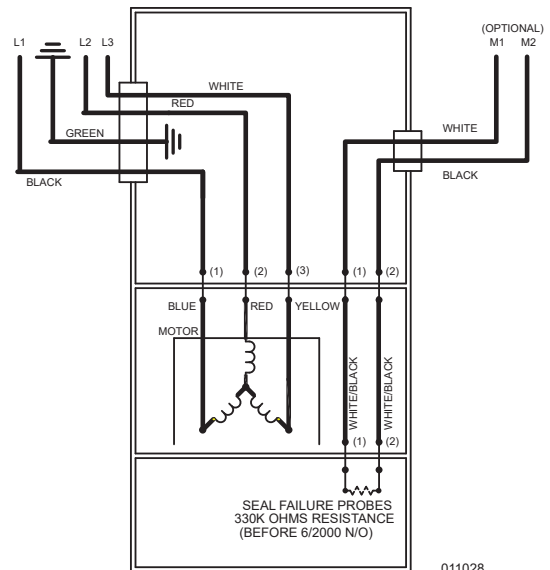 (OPTIONAL)
L1 L2 L3 M1 M2
WHITE
RED
GREEN
BLACK
WHITE
BLACK
(1) (2) (3) (1) (2)
BLUE RED YELLOW
MOTOR
WHITE/BLACK
WHITE/BLACK
(1) (2)
SEAL FAILURE PROBES
330K OHMS RESISTANCE
(BEFORE 6/2000 N/O)
011028